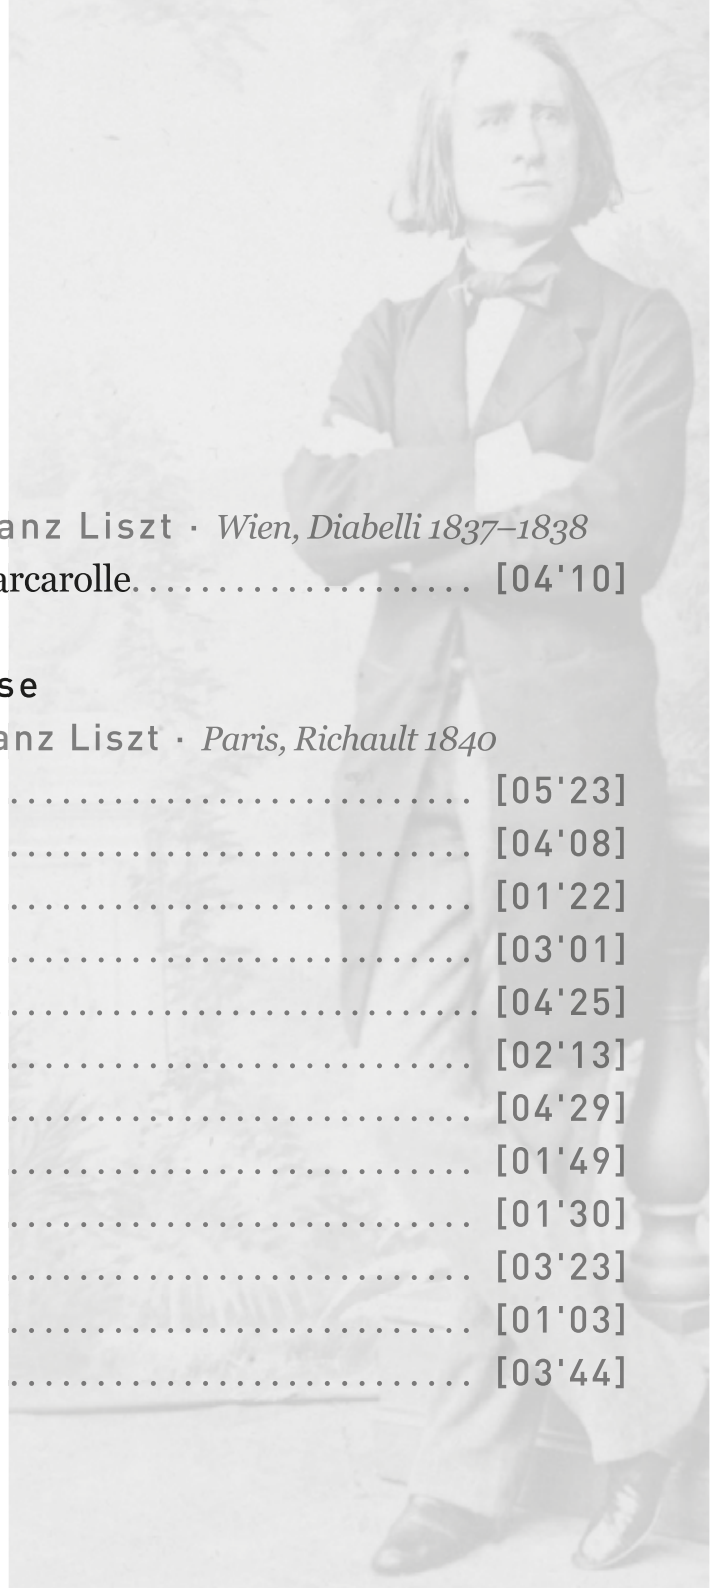 anz Liszt · Wien, Diabelli 1837–1838
arcarolle. . . . . . . . . . . . . . . . . . . . [04'10]
se
anz Liszt · Paris, Richault 1840
. . . . . . . . . . . . . . . . . . . . . . . . . . . [05'23]
. . . . . . . . . . . . . . . . . . . . . . . . . . . [04'08]
. . . . . . . . . . . . . . . . . . . . . . . . . . . [01'22]
. . . . . . . . . . . . . . . . . . . . . . . . . . . [03'01]
. . . . . . . . . . . . . . . . . . . . . . . . . . . [04'25]
. . . . . . . . . . . . . . . . . . . . . . . . . . . [02'13]
. . . . . . . . . . . . . . . . . . . . . . . . . . . [04'29]
. . . . . . . . . . . . . . . . . . . . . . . . . . . [01'49]
. . . . . . . . . . . . . . . . . . . . . . . . . . . [01'30]
. . . . . . . . . . . . . . . . . . . . . . . . . . . [03'23]
. . . . . . . . . . . . . . . . . . . . . . . . . . . [01'03]
. . . . . . . . . . . . . . . . . . . . . . . . . . . [03'44]